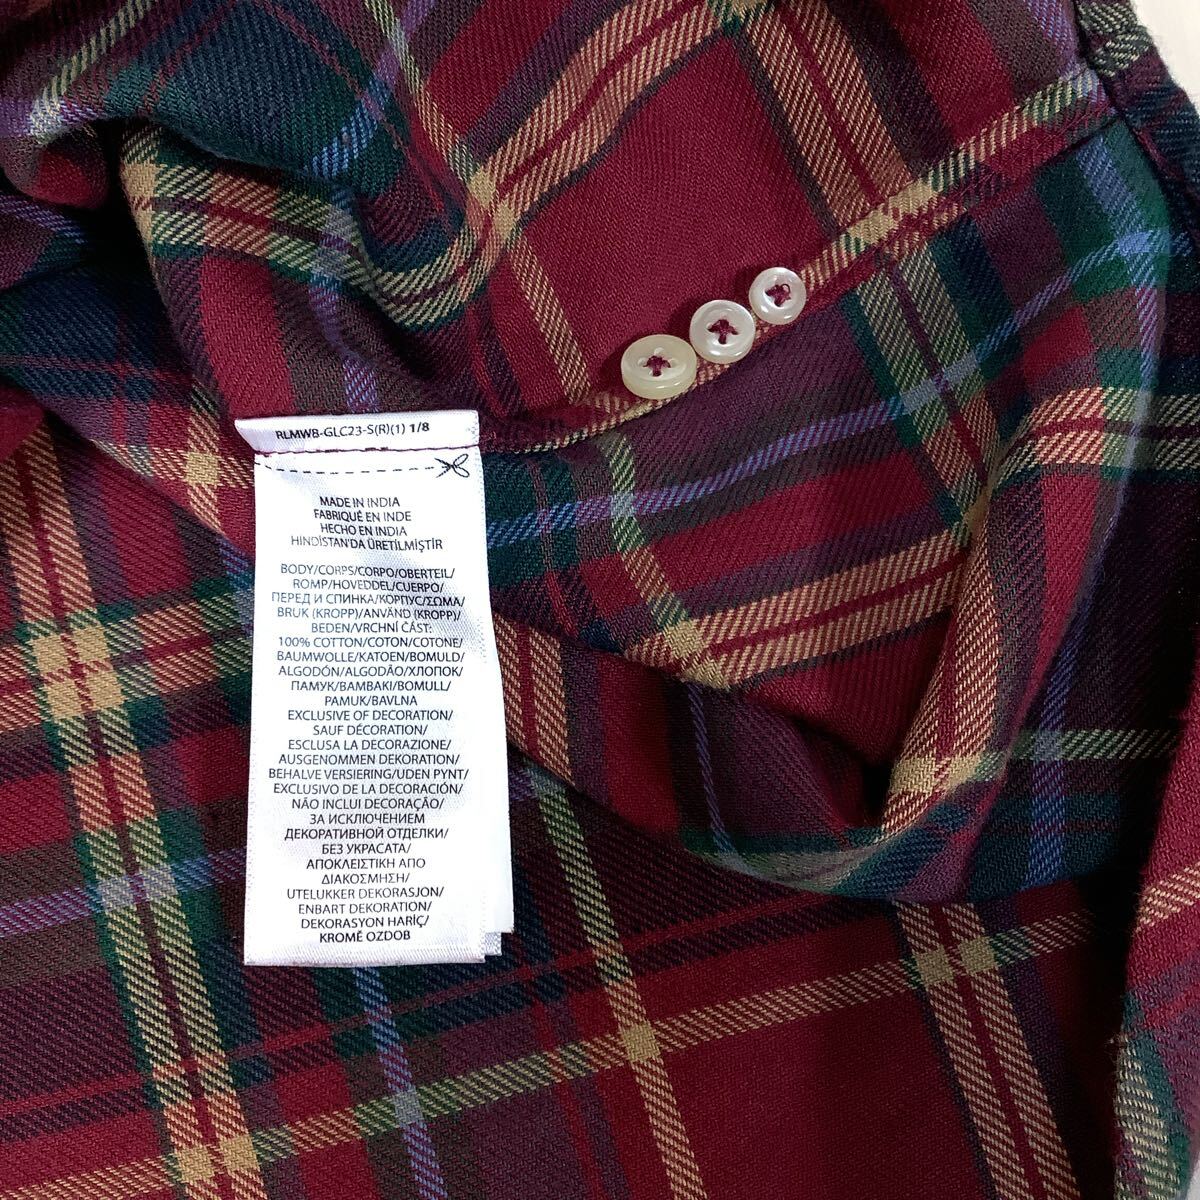 RLMWB-GLC23-S(R)(1) 1/8
MADE IN INDIA
FABRIQUÉ EN INDE
HECHO EN INDIA
HINDİSTAN'DA ÜRETİLMİŞTİR
BODY/CORPS/CORPO/OBERTEIL/
ROMP/HOVEDDEL/CUERPO/
ПЕРЕД И СПИНКА/КОРПУС/ΣΩΜΑ/
BRUK (KROPP)/ANVÄND (KROPP)/
BEDEN/VRCHNÍ ČÁST:
100% COTTON/COTON/COTONE/
BAUMWOLLE/KATOEN/BOMULD/
ALGODÓN/ALGODÃO/ХЛОПОК/
ПАМУК/ΒΑΜΒΑΚΙ/BOMULL/
PAMUK/BAVLNA
EXCLUSIVE OF DECORATION/
SAUF DÉCORATION/
ESCLUSA LA DECORAZIONE/
AUSGENOMMEN DEKORATION/
BEHALVE VERSIERING/UDEN PYNT/
EXCLUSIVO DE LA DECORACIÓN/
NÃO INCLUI DECORAÇÃO/
ЗА ИСКЛЮЧЕНИЕМ
ДЕКОРАТИВНОЙ ОТДЕЛКИ/
БЕЗ УКРАСА/
ΑΠΟΚΛΕΙΣΤΙΚΗ ΑΠΟ
ΔΙΑΚΟΣΜΗΣΗ/
UTELUKKER DEKORASJON/
ENBART DEKORATION/
DEKORASYON HARİÇ/
KROMĚ OZDOB